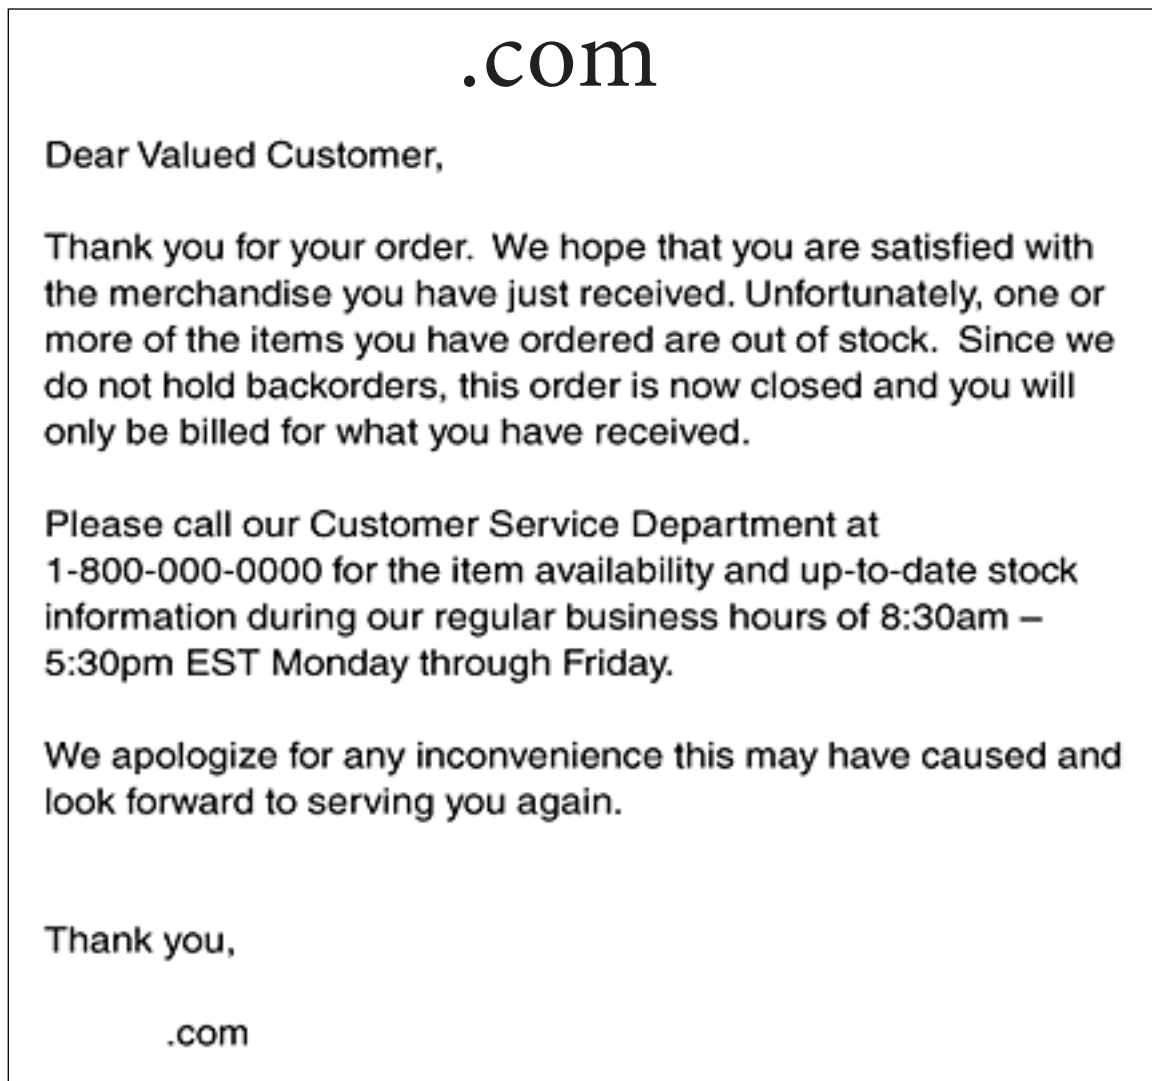 .com
Dear Valued Customer,
Thank you for your order.  We hope that you are satisfied with
the merchandise you have just received. Unfortunately, one or
more of the items you have ordered are out of stock.  Since we
do not hold backorders, this order is now closed and you will
only be billed for what you have received.
Please call our Customer Service Department at
1-800-000-0000 for the item availability and up-to-date stock
information during our regular business hours of 8:30am –
5:30pm EST Monday through Friday.
We apologize for any inconvenience this may have caused and
look forward to serving you again.
Thank you,
.com